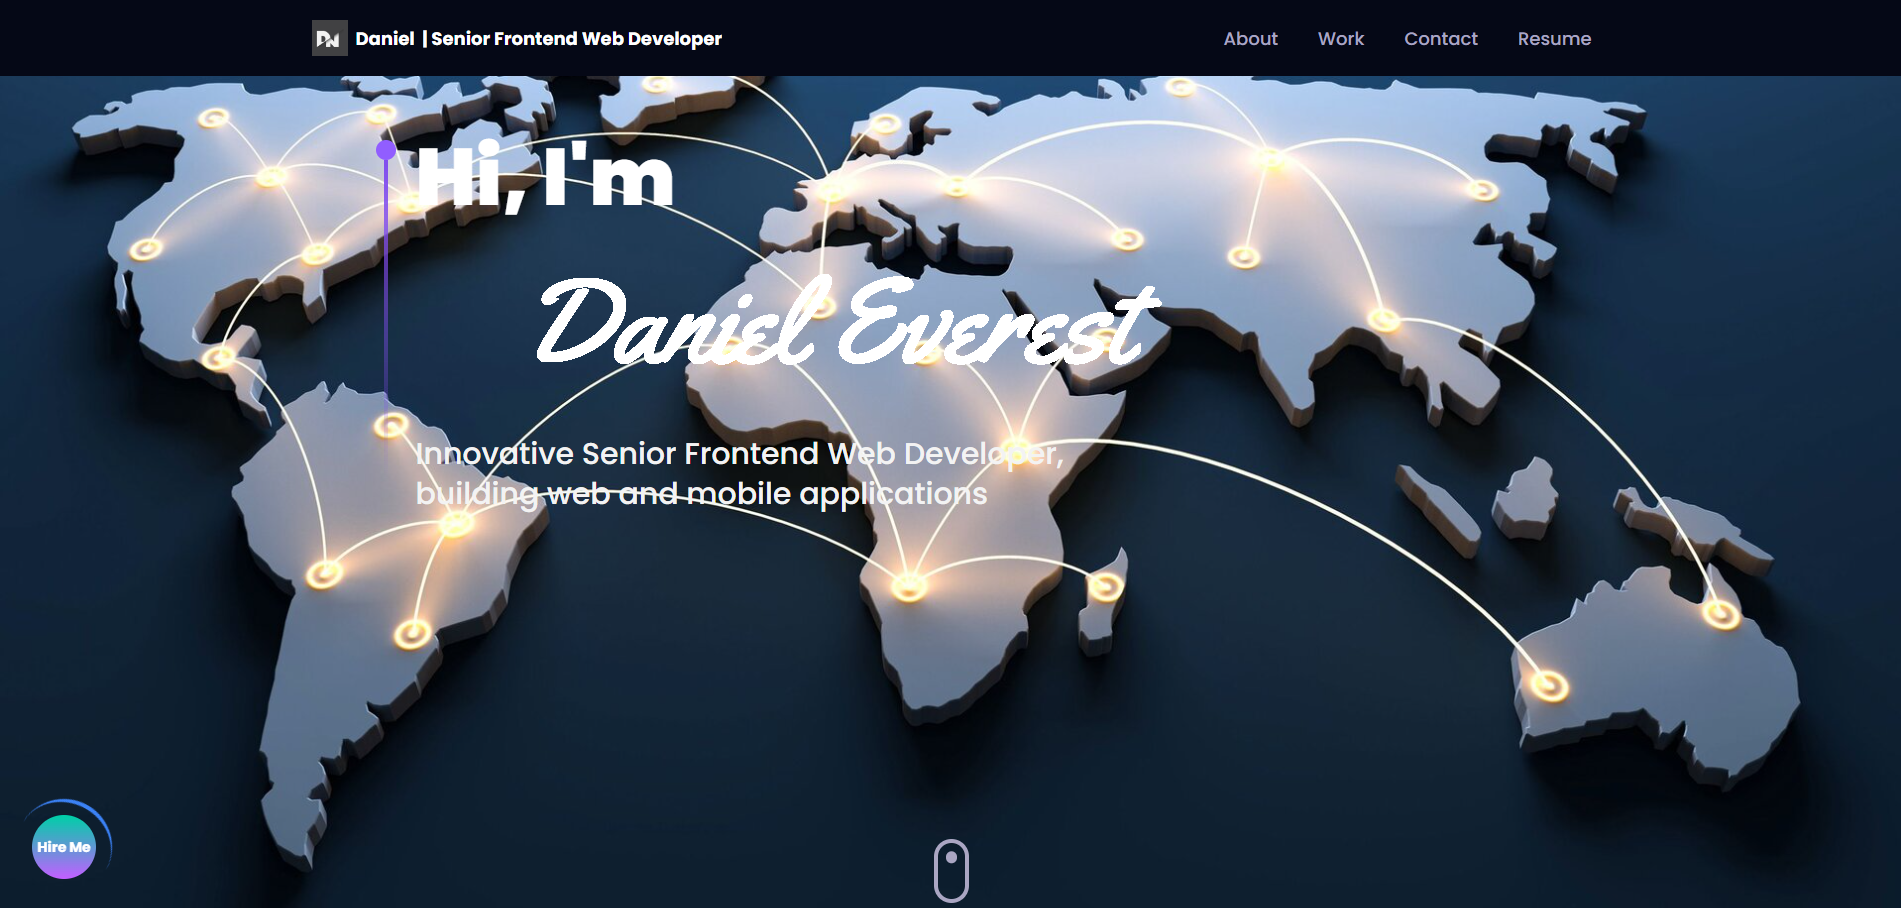 DN Daniel | Senior Frontend Web Developer
About Work Contact Resume
Hi, I'm
Daniel Everest
Innovative Senior Frontend Web Developer,
building web and mobile applications
Hire Me